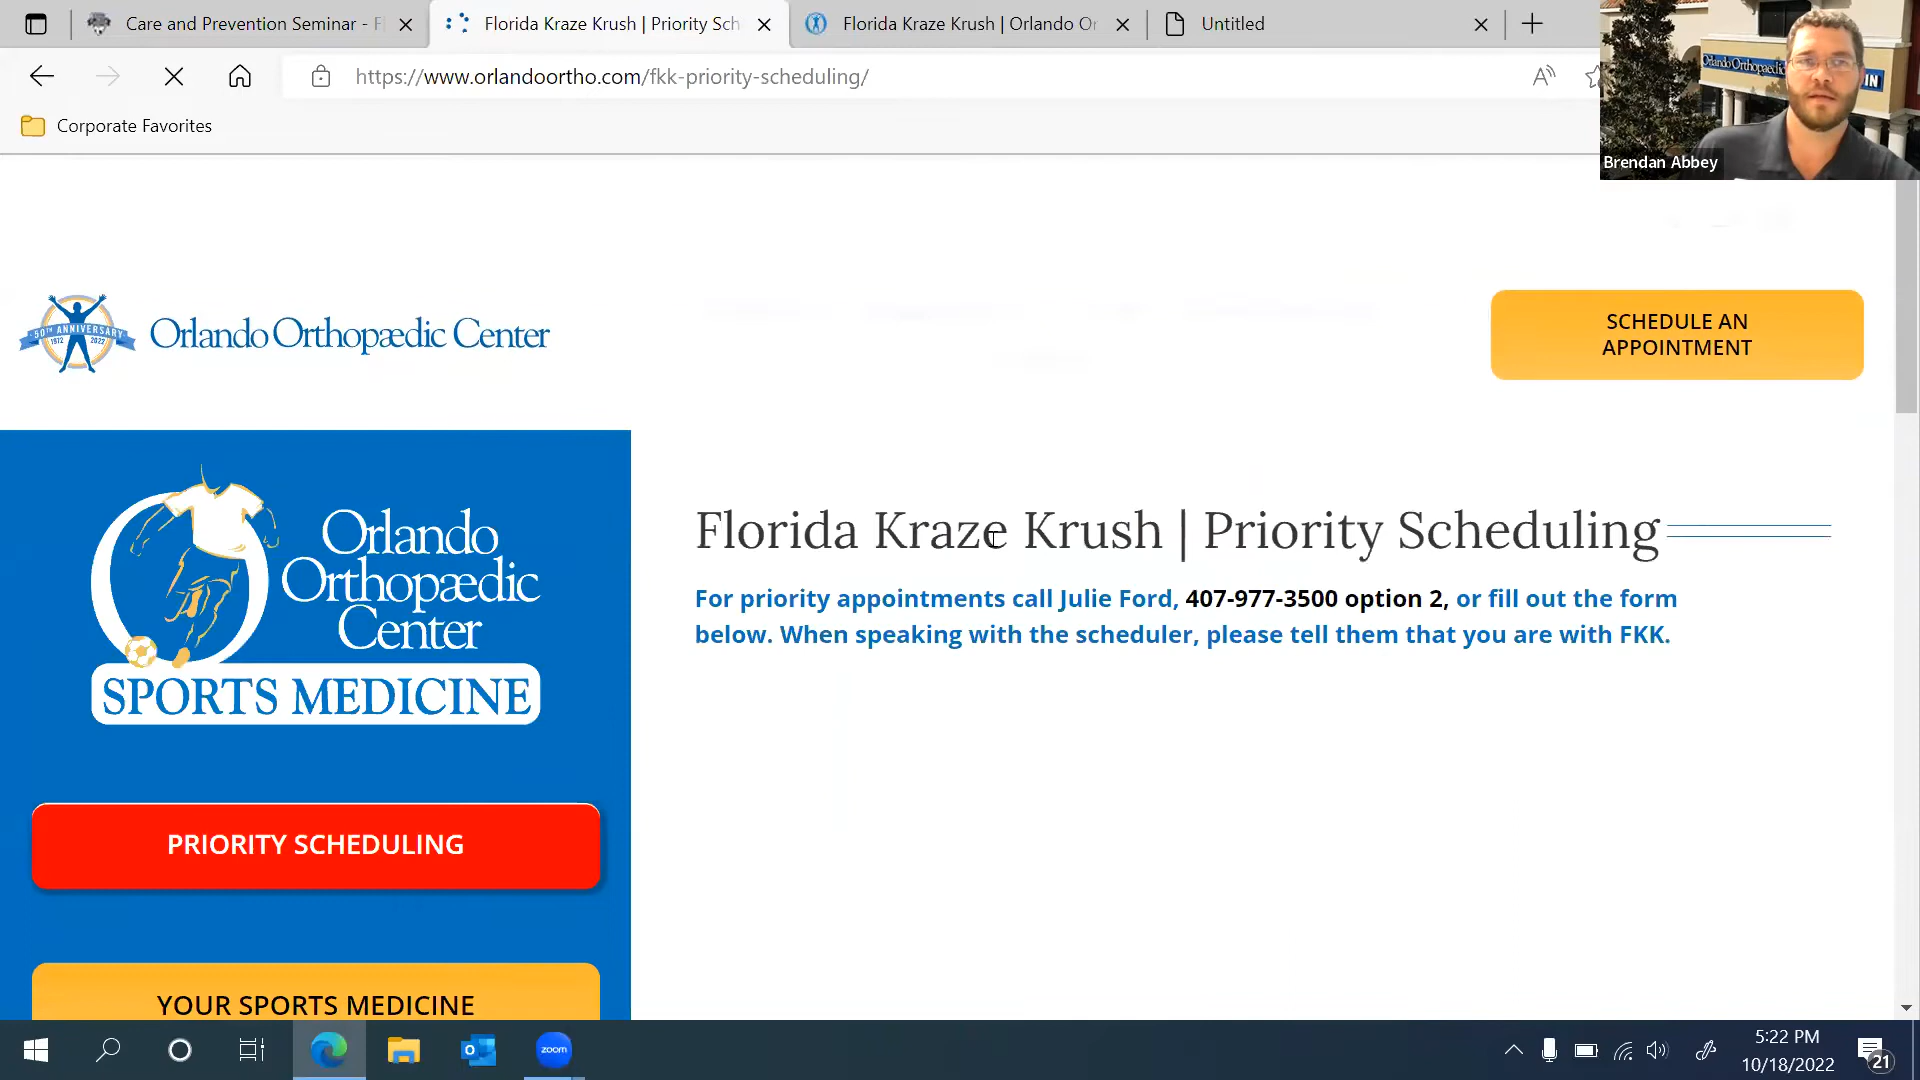 Care and Prevention Seminar - F
Florida Kraze Krush | Priority Sch
Florida Kraze Krush | Orlando Or
Untitled
https://www.orlandoortho.com/fkk-priority-scheduling/
Corporate Favorites
Orlando Orthopaedic
IN
Brendan Abbey
50TH ANNIVERSARY
1972 2022
Orlando Orthopædic Center
SCHEDULE AN
APPOINTMENT
Orlando
Orthopædic
Center
SPORTS MEDICINE
Florida Kraze Krush | Priority Scheduling
For priority appointments call Julie Ford, 407-977-3500 option 2, or fill out the form
below. When speaking with the scheduler, please tell them that you are with FKK.
PRIORITY SCHEDULING
YOUR SPORTS MEDICINE
zoom
5:22 PM
10/18/2022
21